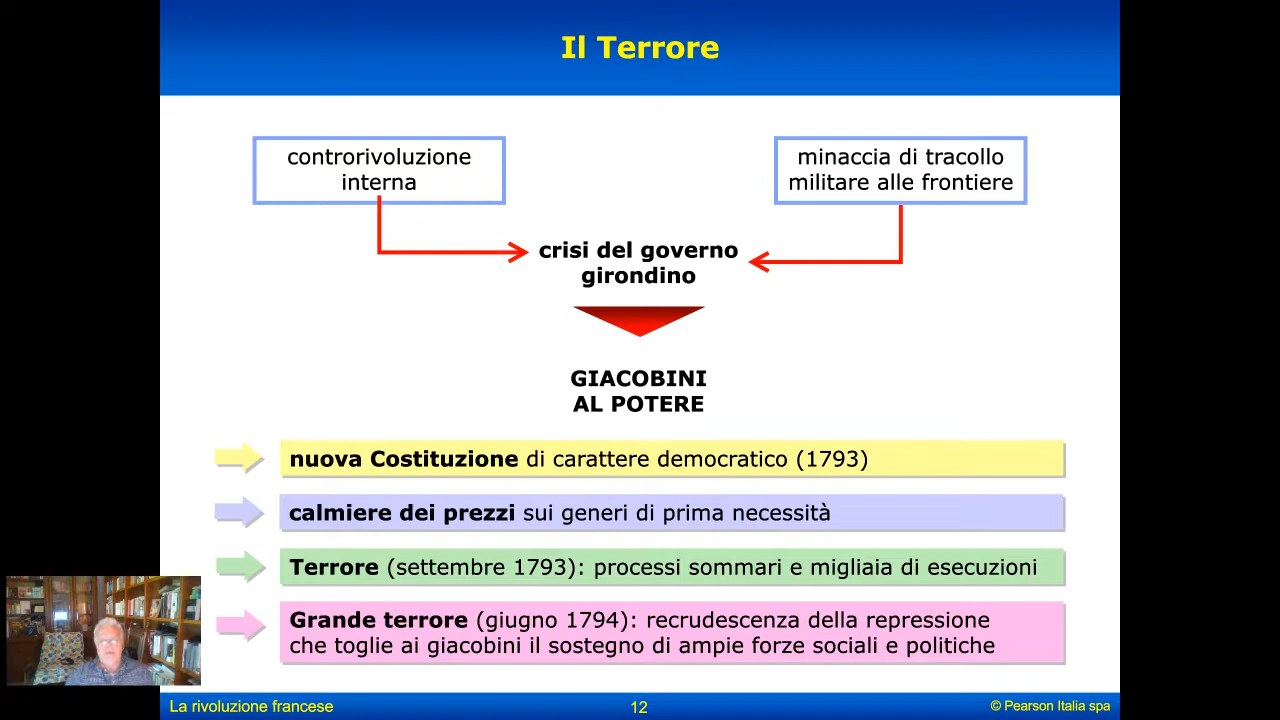 Il Terrore
controrivoluzione
interna
minaccia di tracollo
militare alle frontiere
crisi del governo
girondino
GIACOBINI
AL POTERE
nuova Costituzione di carattere democratico (1793)
calmiere dei prezzi sui generi di prima necessità
Terrore (settembre 1793): processi sommari e migliaia di esecuzioni
Grande terrore (giugno 1794): recrudescenza della repressione
che toglie ai giacobini il sostegno di ampie forze sociali e politiche
La rivoluzione francese
12
© Pearson Italia spa